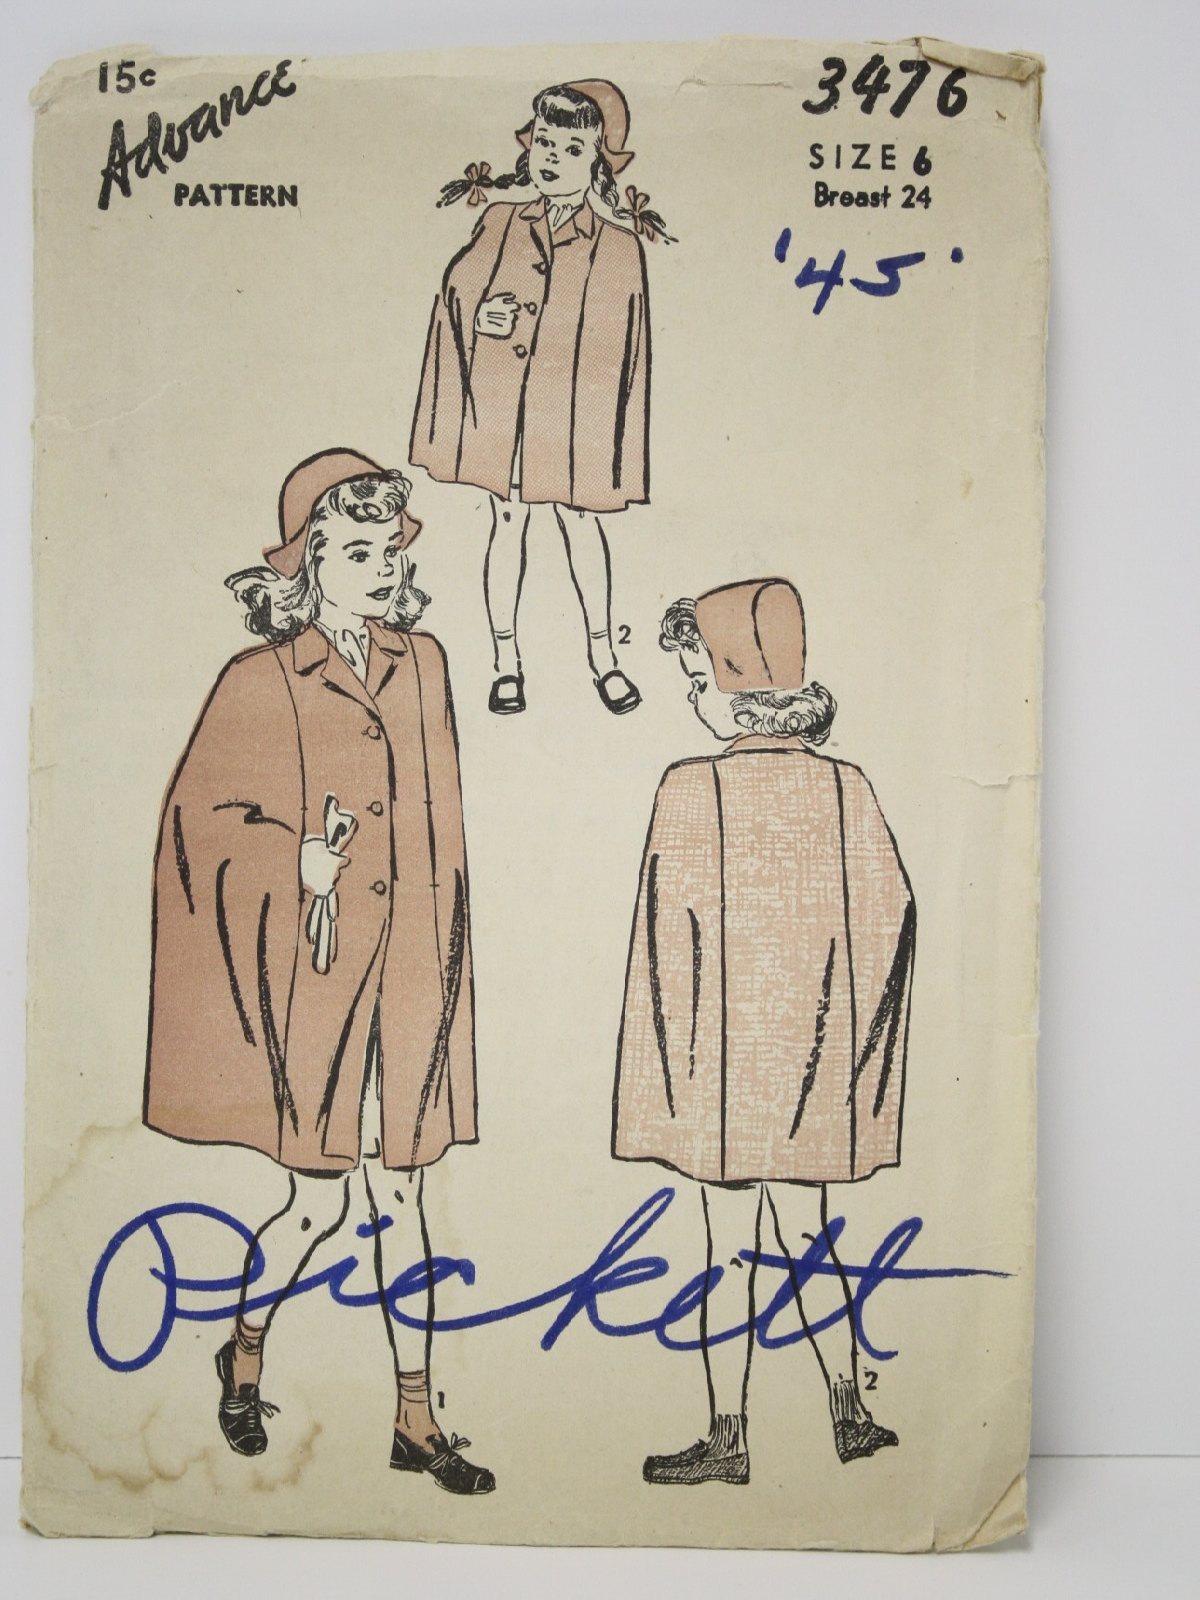 15c
Advance
PATTERN
3476
SIZE 6
Breast 24
'45'
2
Pickett
1
2